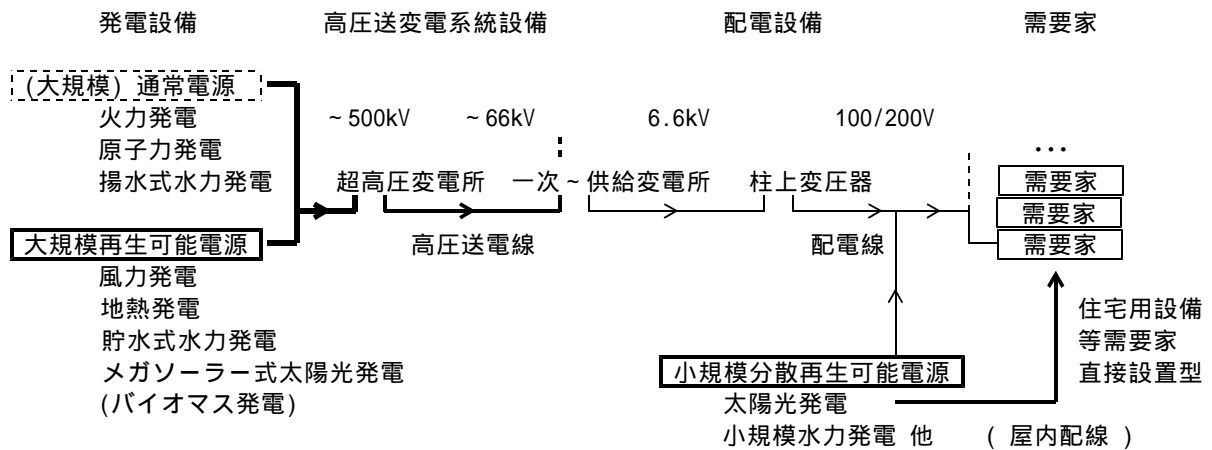 発電設備 高圧送変電系統設備 配電設備 需要家
(大規模) 通常電源
火力発電 ~500kV ~66kV 6.6kV 100/200V
原子力発電 ...
揚水式水力発電 超高圧変電所 一次~供給変電所 柱上変圧器 需要家
需要家
大規模再生可能電源 高圧送電線 配電線 需要家
風力発電
地熱発電 住宅用設備
貯水式水力発電 等需要家
メガソーラー式太陽光発電 小規模分散再生可能電源 直接設置型
(バイオマス発電) 太陽光発電
小規模水力発電 他 ( 屋内配線 )